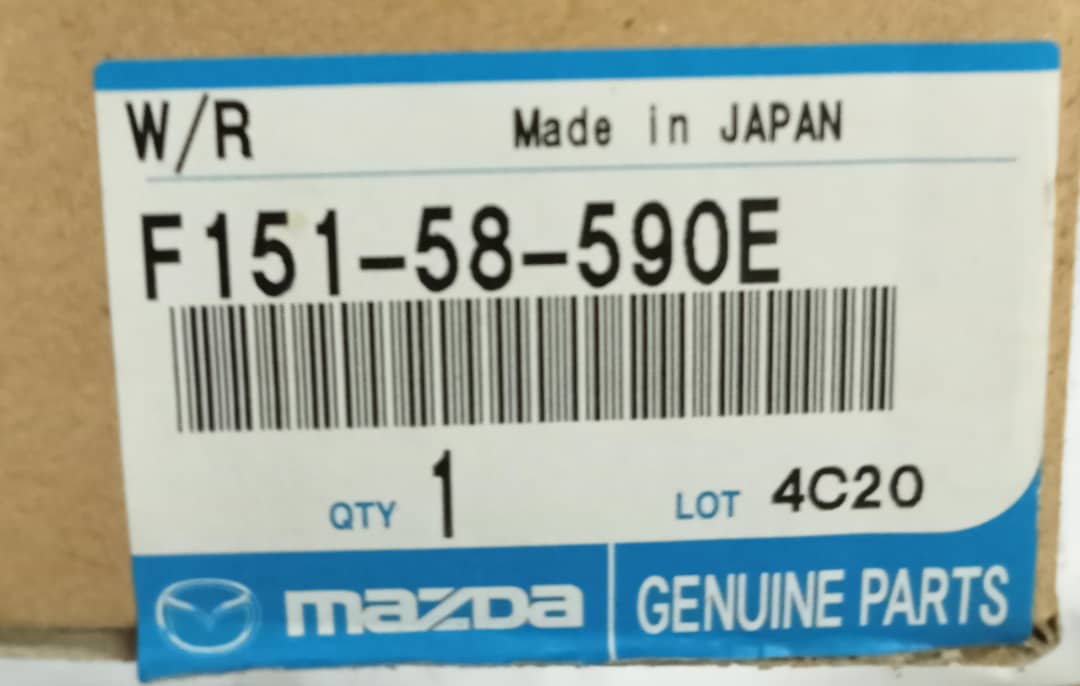 W/R Made in JAPAN
F151-58-590E
QTY 1 LOT 4C20
mazda GENUINE PARTS